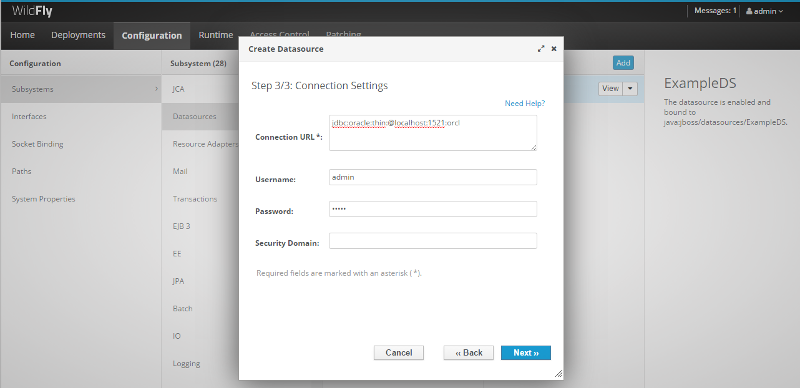 WildFly
Messages: 1 admin
Home Deployments Configuration Runtime Access Control Patching
Configuration
Subsystems
Interfaces
Socket Binding
Paths
System Properties
Subsystem (28)
JCA
Datasources
Resource Adapters
Mail
Transactions
EJB 3
EE
JPA
Batch
IO
Logging
Create Datasource
Step 3/3: Connection Settings
Need Help?
Connection URL *: jdbc:oracle:thin:@localhost:1521:orcl
Username: admin
Password: •••••
Security Domain:
Required fields are marked with an asterisk (*).
Cancel ‹‹ Back Next ››
Add
View
ExampleDS
The datasource is enabled and
bound to
java:jboss/datasources/ExampleDS.